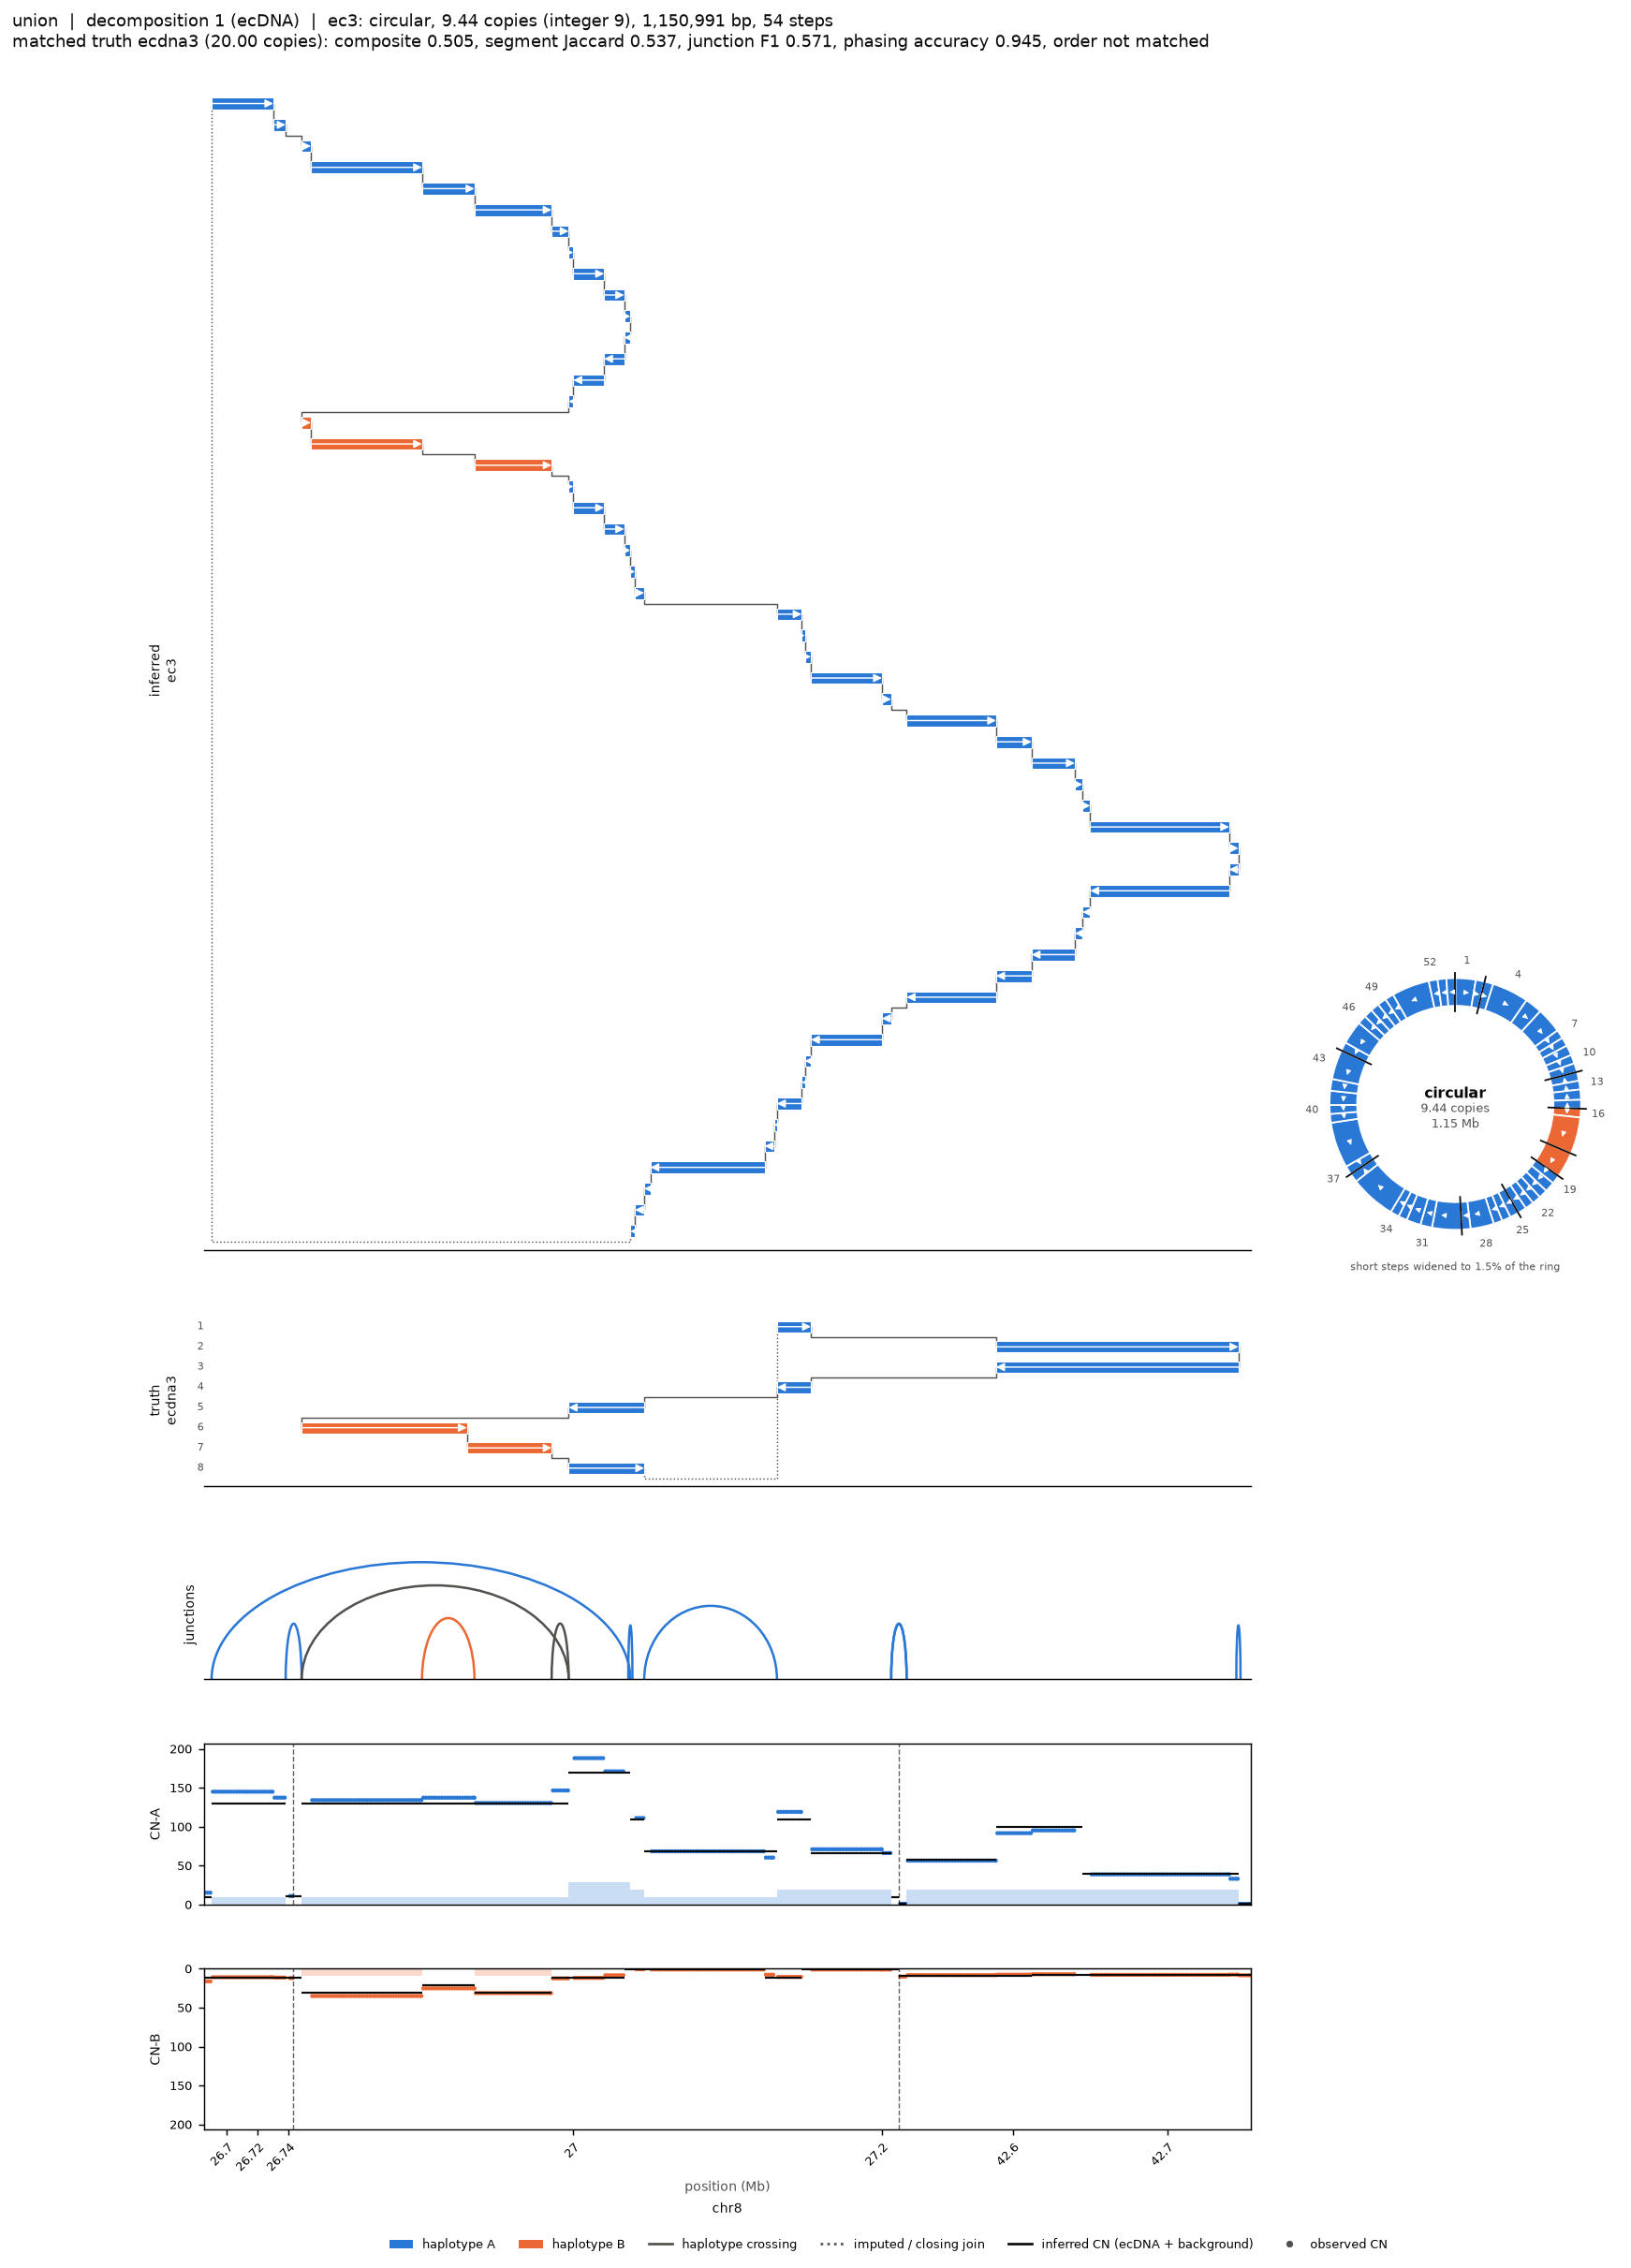 union  |  decomposition 1 (ecDNA)  |  ec3: circular, 9.44 copies (integer 9), 1,150,991 bp, 54 steps
matched truth ecdna3 (20.00 copies): composite 0.505, segment Jaccard 0.537, junction F1 0.571, phasing accuracy 0.945, order not matched
inferred
ec3
52
1
4
49
46
7
10
43
13
circular
9.44 copies
1.15 Mb
40
16
37
19
22
34
25
31
28
short steps widened to 1.5% of the ring
truth
ecdna3
1
2
3
4
5
6
7
8
junctions
CN-A
200
150
100
50
0
CN-B
0
50
100
150
200
26.7
26.72
26.74
27
27.2
42.6
42.7
position (Mb)
chr8
haplotype A
haplotype B
haplotype crossing
imputed / closing join
inferred CN (ecDNA + background)
observed CN